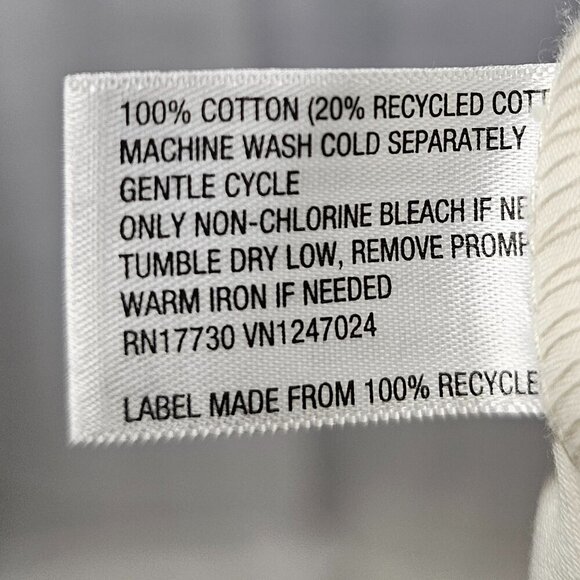 100% COTTON (20% RECYCLED COTT
MACHINE WASH COLD SEPARATELY
GENTLE CYCLE
ONLY NON-CHLORINE BLEACH IF NE
TUMBLE DRY LOW, REMOVE PROMP
WARM IRON IF NEEDED
RN17730 VN1247024
LABEL MADE FROM 100% RECYCLE